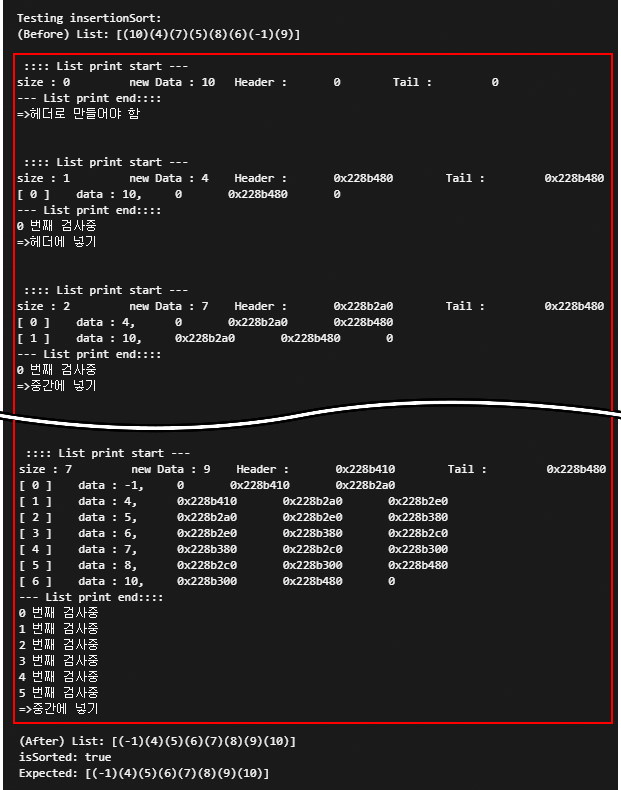 Testing insertionSort:
(Before) List: [(10)(4)(7)(5)(8)(6)(-1)(9)]
:::: List print start ---
size : 0 new Data : 10 Header : 0 Tail : 0
--- List print end::::
=>헤더로 만들어야 함
:::: List print start ---
size : 1 new Data : 4 Header : 0x228b480 Tail : 0x228b480
[ 0 ] data : 10, 0 0x228b480 0
--- List print end::::
0 번째 검사중
=>헤더에 넣기
:::: List print start ---
size : 2 new Data : 7 Header : 0x228b2a0 Tail : 0x228b480
[ 0 ] data : 4, 0 0x228b2a0 0x228b480
[ 1 ] data : 10, 0x228b2a0 0x228b480 0
--- List print end::::
0 번째 검사중
=>중간에 넣기
:::: List print start ---
size : 7 new Data : 9 Header : 0x228b410 Tail : 0x228b480
[ 0 ] data : -1, 0 0x228b410 0x228b2a0
[ 1 ] data : 4, 0x228b410 0x228b2a0 0x228b2e0
[ 2 ] data : 5, 0x228b2a0 0x228b2e0 0x228b380
[ 3 ] data : 6, 0x228b2e0 0x228b380 0x228b2c0
[ 4 ] data : 7, 0x228b380 0x228b2c0 0x228b300
[ 5 ] data : 8, 0x228b2c0 0x228b300 0x228b480
[ 6 ] data : 10, 0x228b300 0x228b480 0
--- List print end::::
0 번째 검사중
1 번째 검사중
2 번째 검사중
3 번째 검사중
4 번째 검사중
5 번째 검사중
=>중간에 넣기
(After) List: [(-1)(4)(5)(6)(7)(8)(9)(10)]
isSorted: true
Expected: [(-1)(4)(5)(6)(7)(8)(9)(10)]